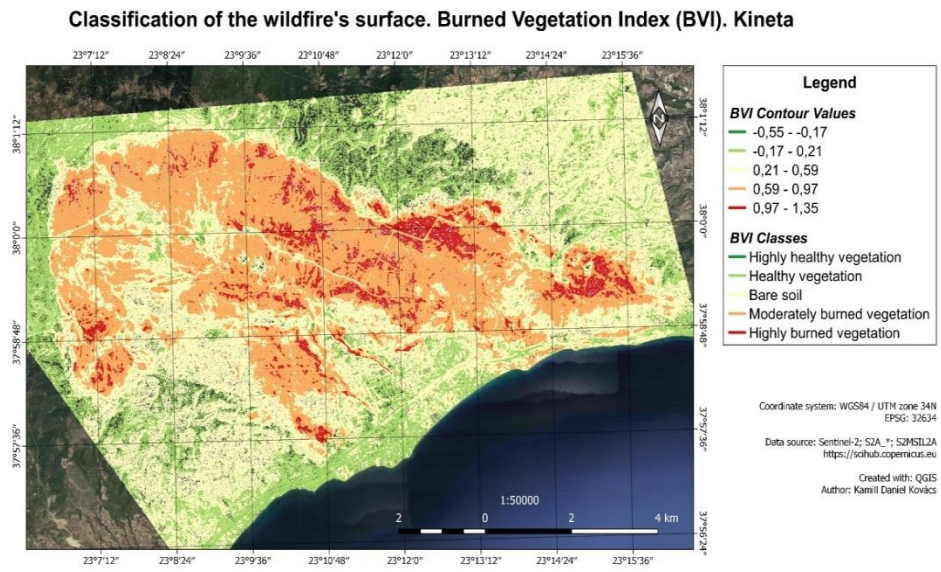 Classification of the wildfire's surface. Burned Vegetation Index (BVI). Kineta
23°7'12" 23°8'24" 23°9'36" 23°10'48" 23°12'0" 23°13'12" 23°14'24" 23°15'36"
38°1'12" 38°1'12"
N
38°0'0" 38°0'0"
37°58'48" 37°58'48"
37°57'36" 37°57'36"
37°56'24"
Legend
BVI Contour Values
-0,55 - -0,17
-0,17 - 0,21
0,21 - 0,59
0,59 - 0,97
0,97 - 1,35
BVI Classes
Highly healthy vegetation
Healthy vegetation
Bare soil
Moderately burned vegetation
Highly burned vegetation
Coordinate system: WGS84 / UTM zone 34N
EPSG: 32634
Data source: Sentinel-2; S2A_*; S2MSIL2A
https://scihub.copernicus.eu
Created with: QGIS
Author: Kamill Daniel Kovács
1:50000
2 0 2 4 km
23°7'12" 23°8'24" 23°9'36" 23°10'48" 23°12'0" 23°13'12" 23°14'24" 23°15'36"